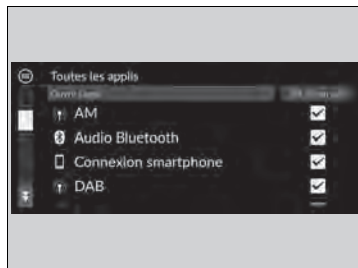 Toutes les applis
AM
Audio Bluetooth
Connexion smartphone
DAB